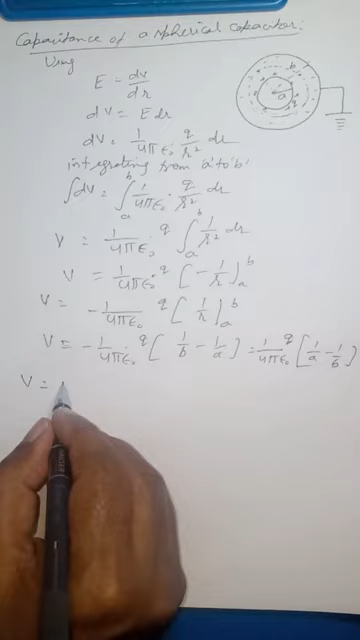 Capacitance of a spherical capacitor:
Using
E = dv/dr
dV = E dr
dV = 1/4πε₀ q/r² dr
integrating from 'a' to 'b'
∫dV = ∫ₐᵇ 1/4πε₀ · q/r² dr
V = 1/4πε₀ q ∫ₐᵇ 1/r² dr
V = 1/4πε₀ q [-1/r]ₐᵇ
V = -1/4πε₀ q [1/r]ₐᵇ
V = -1/4πε₀ q [1/b - 1/a] = 1/4πε₀ q [1/a - 1/b]
V =
b
a